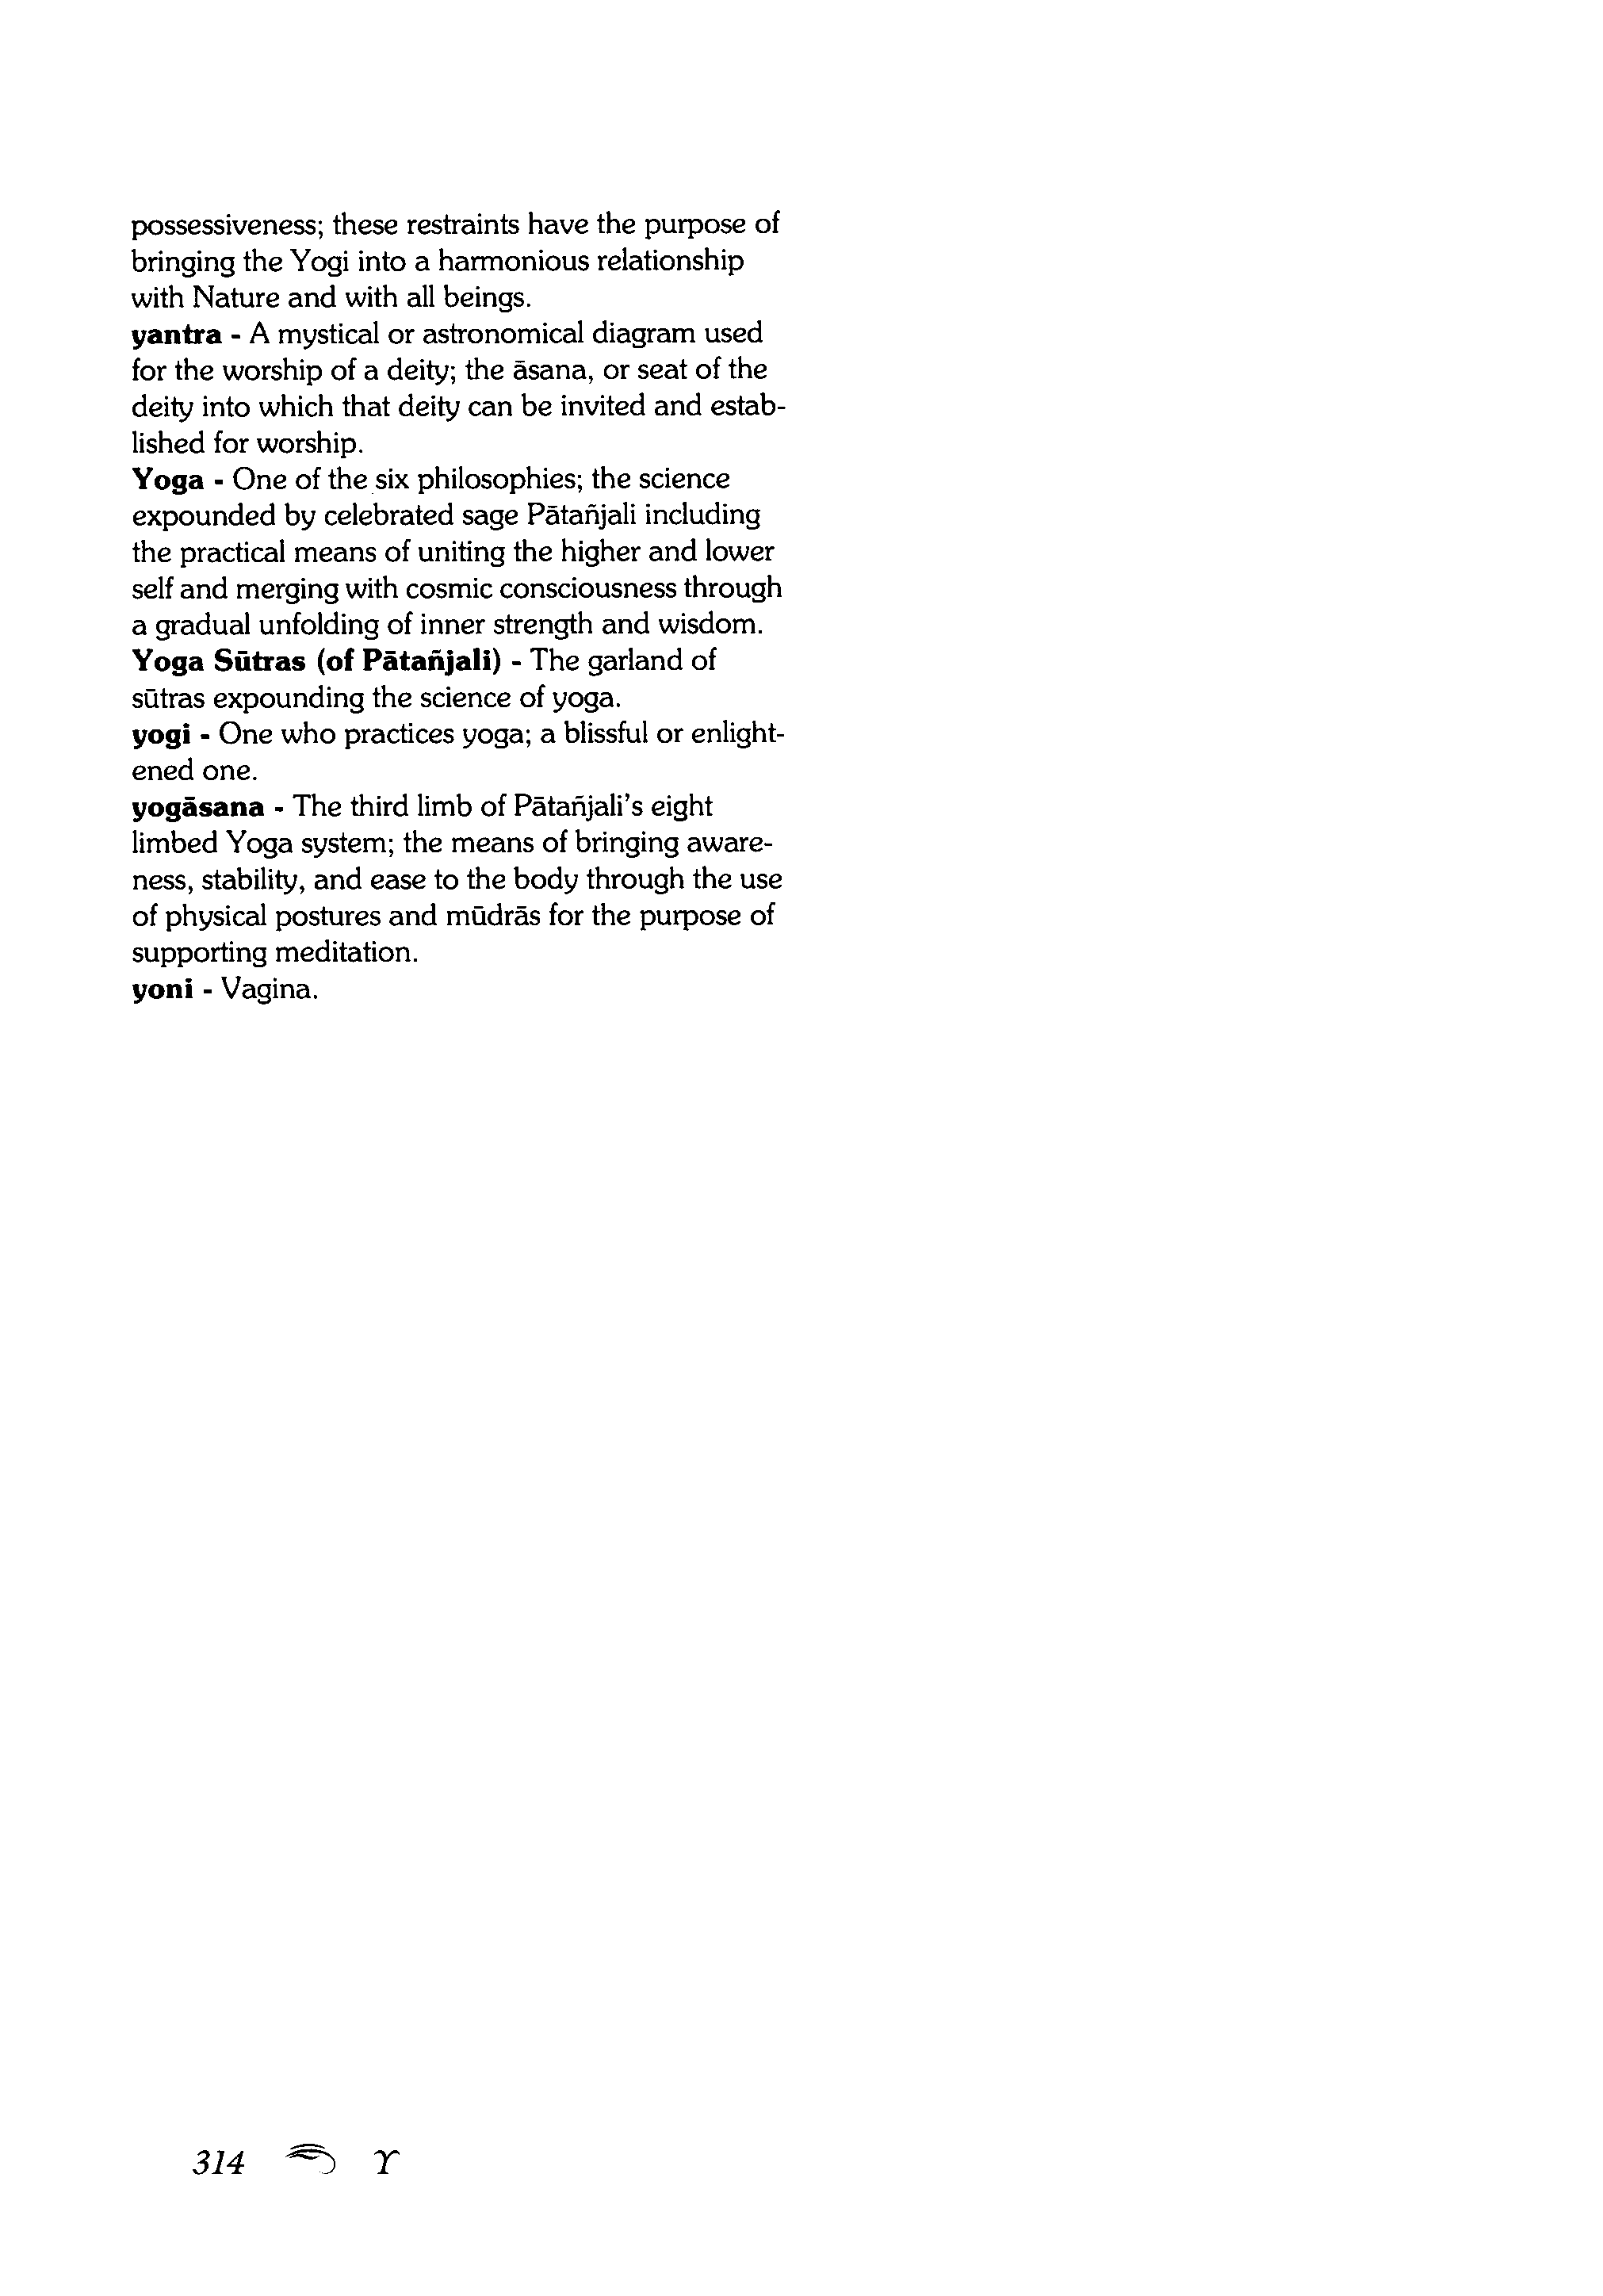 possessiveness; these restraints have the purpose of
bringing the Yogi into a harmonious relationship
with Nature and with all beings.
yantra - A mystical or astronomical diagram used
for the worship of a deity; the āsana, or seat of the
deity into which that deity can be invited and estab-
lished for worship.
Yoga - One of the six philosophies; the science
expounded by celebrated sage Pātañjali including
the practical means of uniting the higher and lower
self and merging with cosmic consciousness through
a gradual unfolding of inner strength and wisdom.
Yoga Sūtras (of Pātañjali) - The garland of
sūtras expounding the science of yoga.
yogi - One who practices yoga; a blissful or enlight-
ened one.
yogāsana - The third limb of Pātañjali's eight
limbed Yoga system; the means of bringing aware-
ness, stability, and ease to the body through the use
of physical postures and mūdrās for the purpose of
supporting meditation.
yoni - Vagina.
314 Y